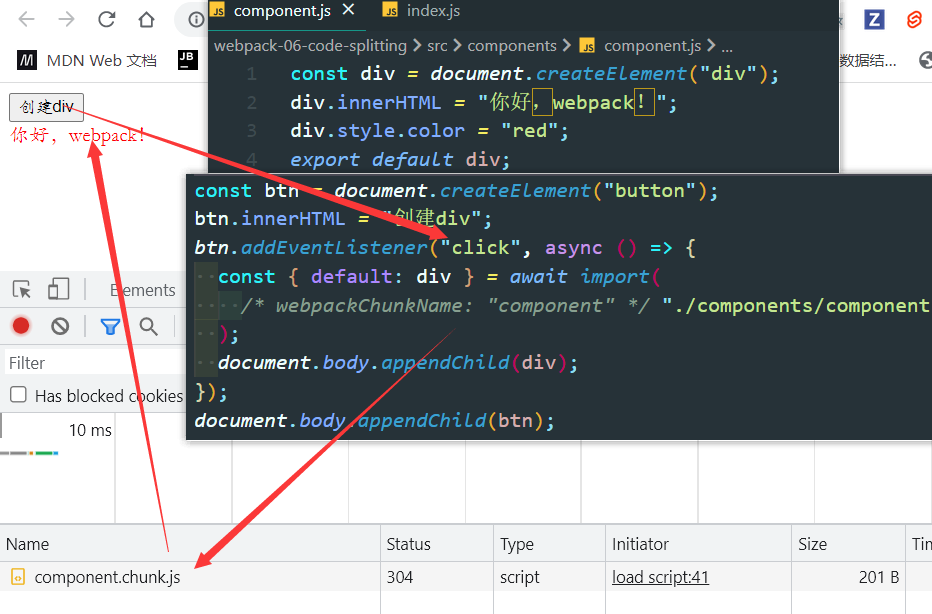 JS component.js ×
JS index.js
M MDN Web 文档
JB
Z
数据结...
webpack-06-code-splitting > src > components > JS component.js > ...
1 const div = document.createElement("div");
2 div.innerHTML = "你好，webpack！";
3 div.style.color = "red";
4 export default div;
创建div
你好，webpack！
const btn = document.createElement("button");
btn.innerHTML = "创建div";
btn.addEventListener("click", async () => {
const { default: div } = await import(
/* webpackChunkName: "component" */ "./components/component
);
document.body.appendChild(div);
});
document.body.appendChild(btn);
Elements
Filter
Has blocked cookies
10 ms
Name Status Type Initiator Size Tim
component.chunk.js 304 script load script:41 201 B